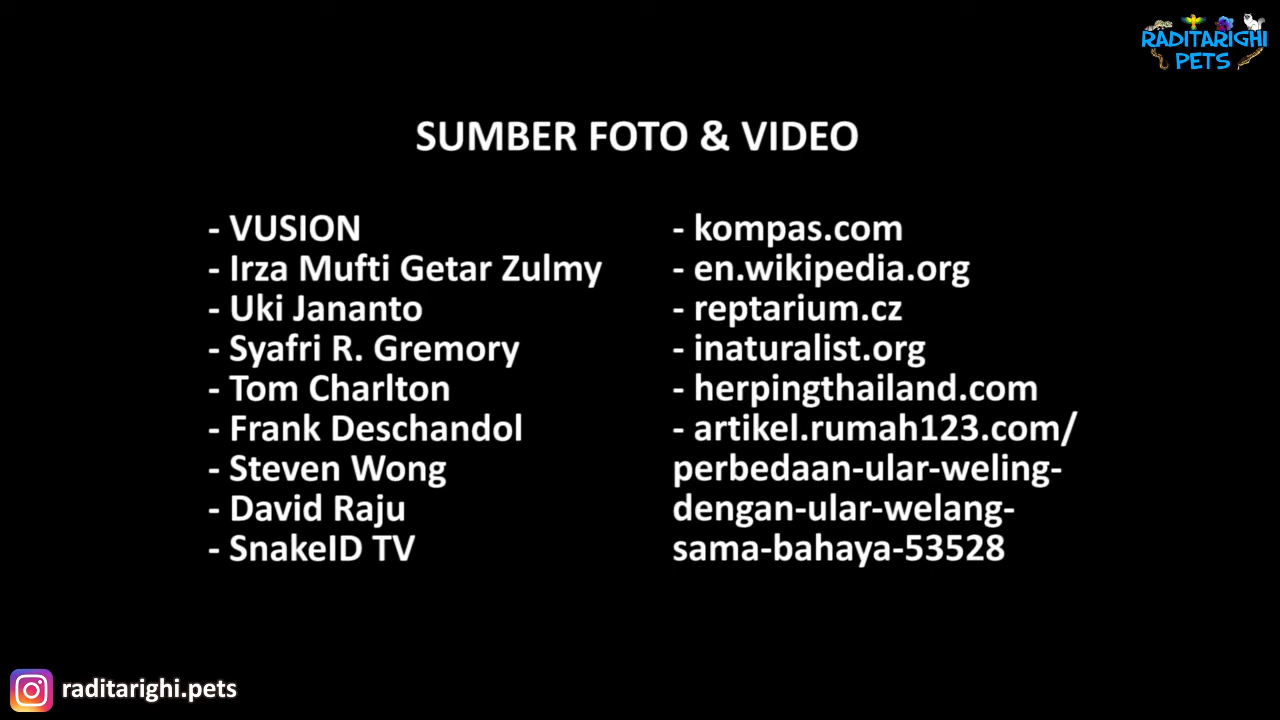 RADITARIGHI
PETS
SUMBER FOTO & VIDEO
- VUSION
- Irza Mufti Getar Zulmy
- Uki Jananto
- Syafri R. Gremory
- Tom Charlton
- Frank Deschandol
- Steven Wong
- David Raju
- SnakeID TV
- kompas.com
- en.wikipedia.org
- reptarium.cz
- inaturalist.org
- herpingthailand.com
- artikel.rumah123.com/
perbedaan-ular-weling-
dengan-ular-welang-
sama-bahaya-53528
raditarighi.pets